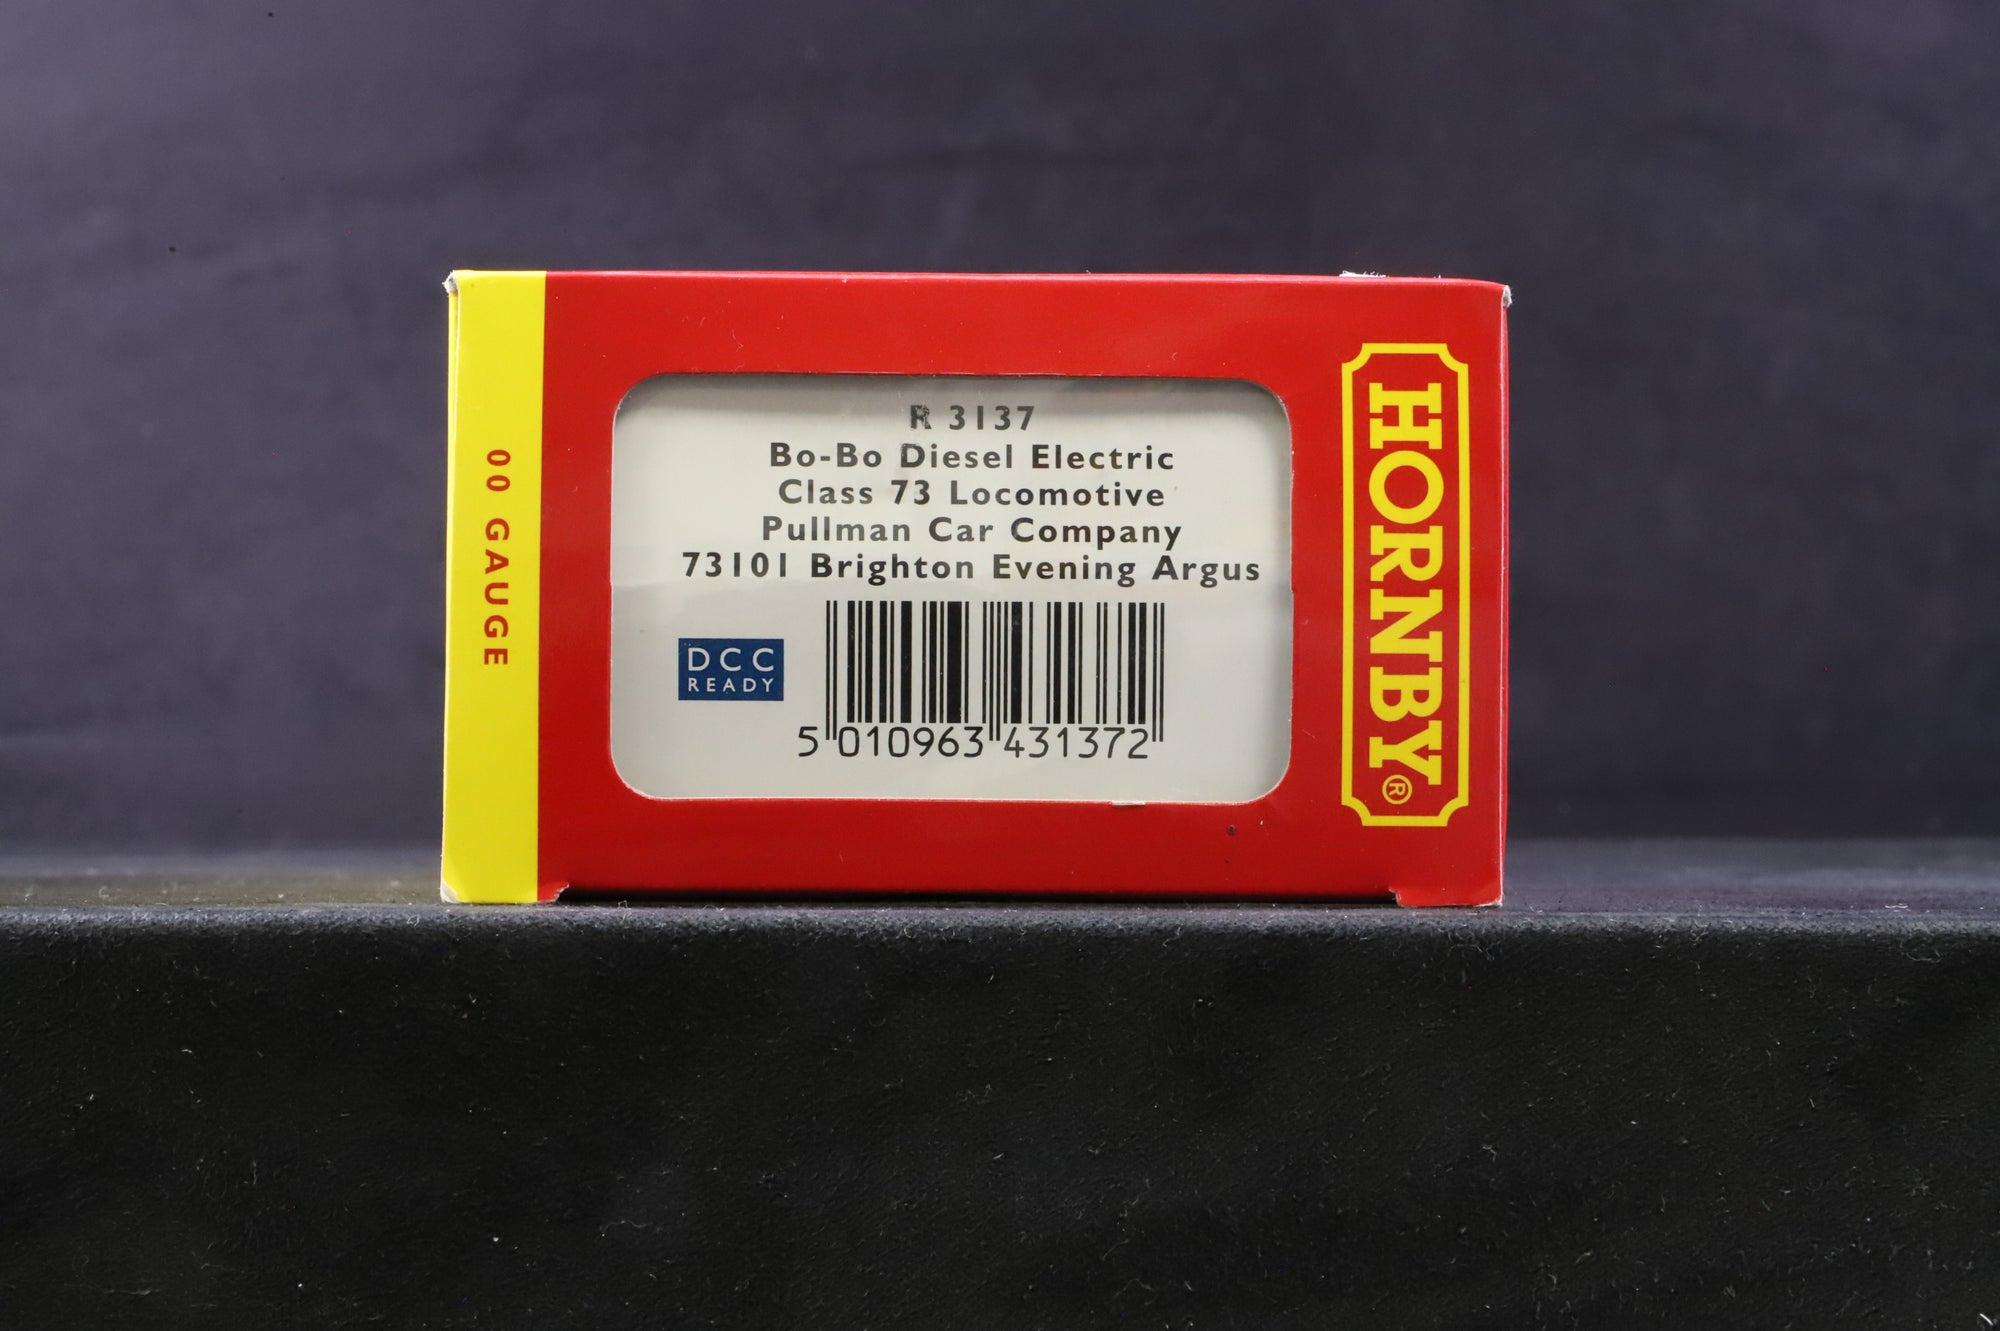 00 GAUGE
R 3137
Bo-Bo Diesel Electric
Class 73 Locomotive
Pullman Car Company
73101 Brighton Evening Argus
DCC
READY
5 010963 431372
HORNBY®